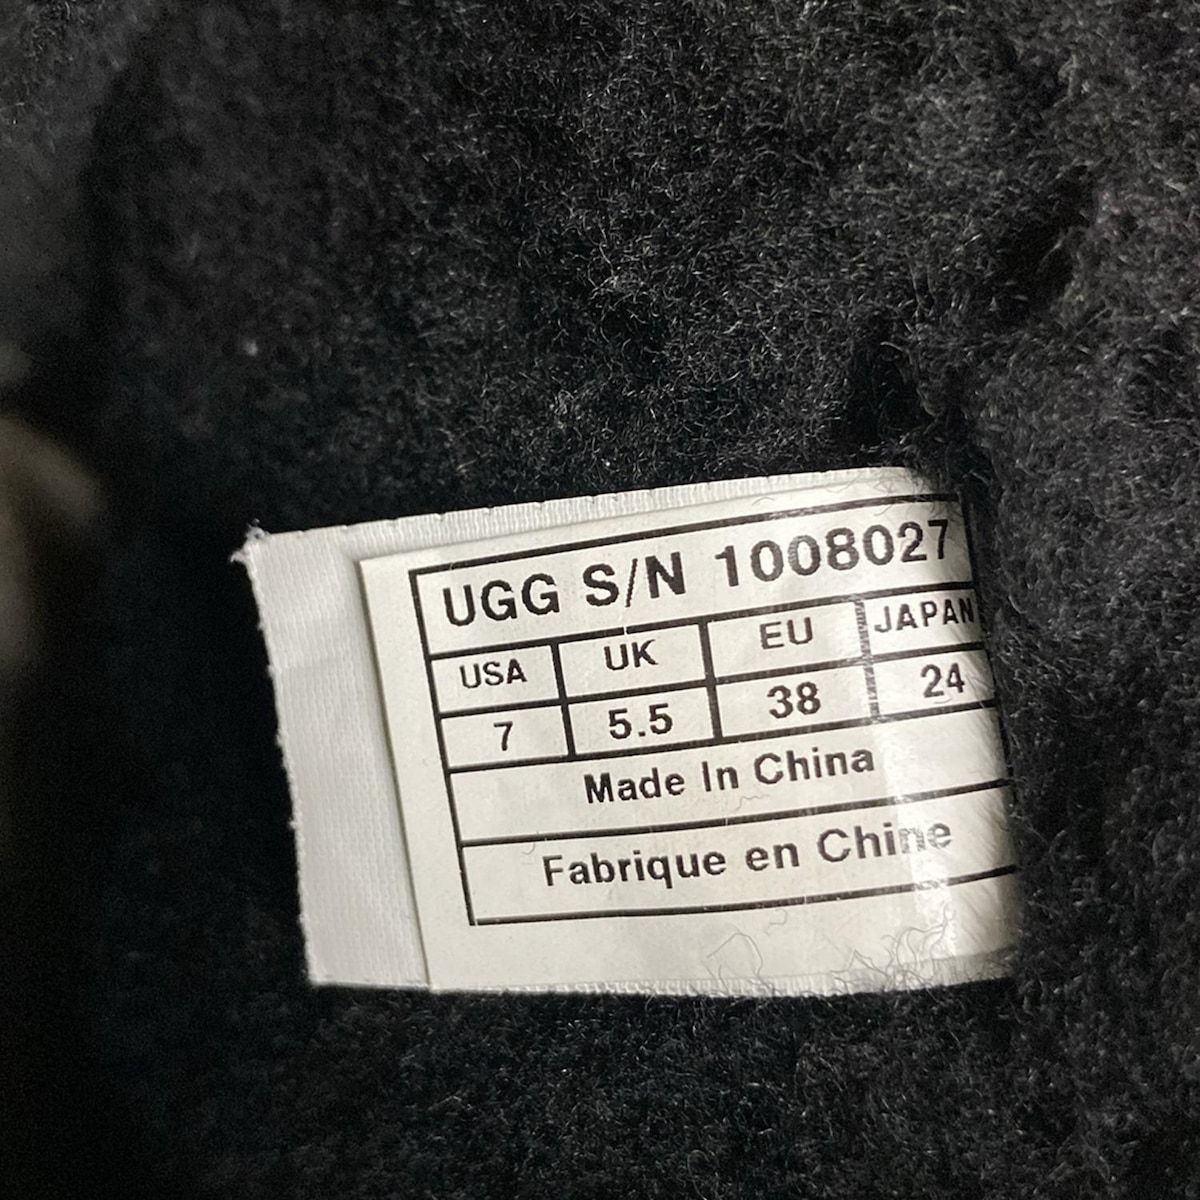 UGG S/N 1008027
USA UK EU JAPAN
7 5.5 38 24
Made In China
Fabrique en Chine